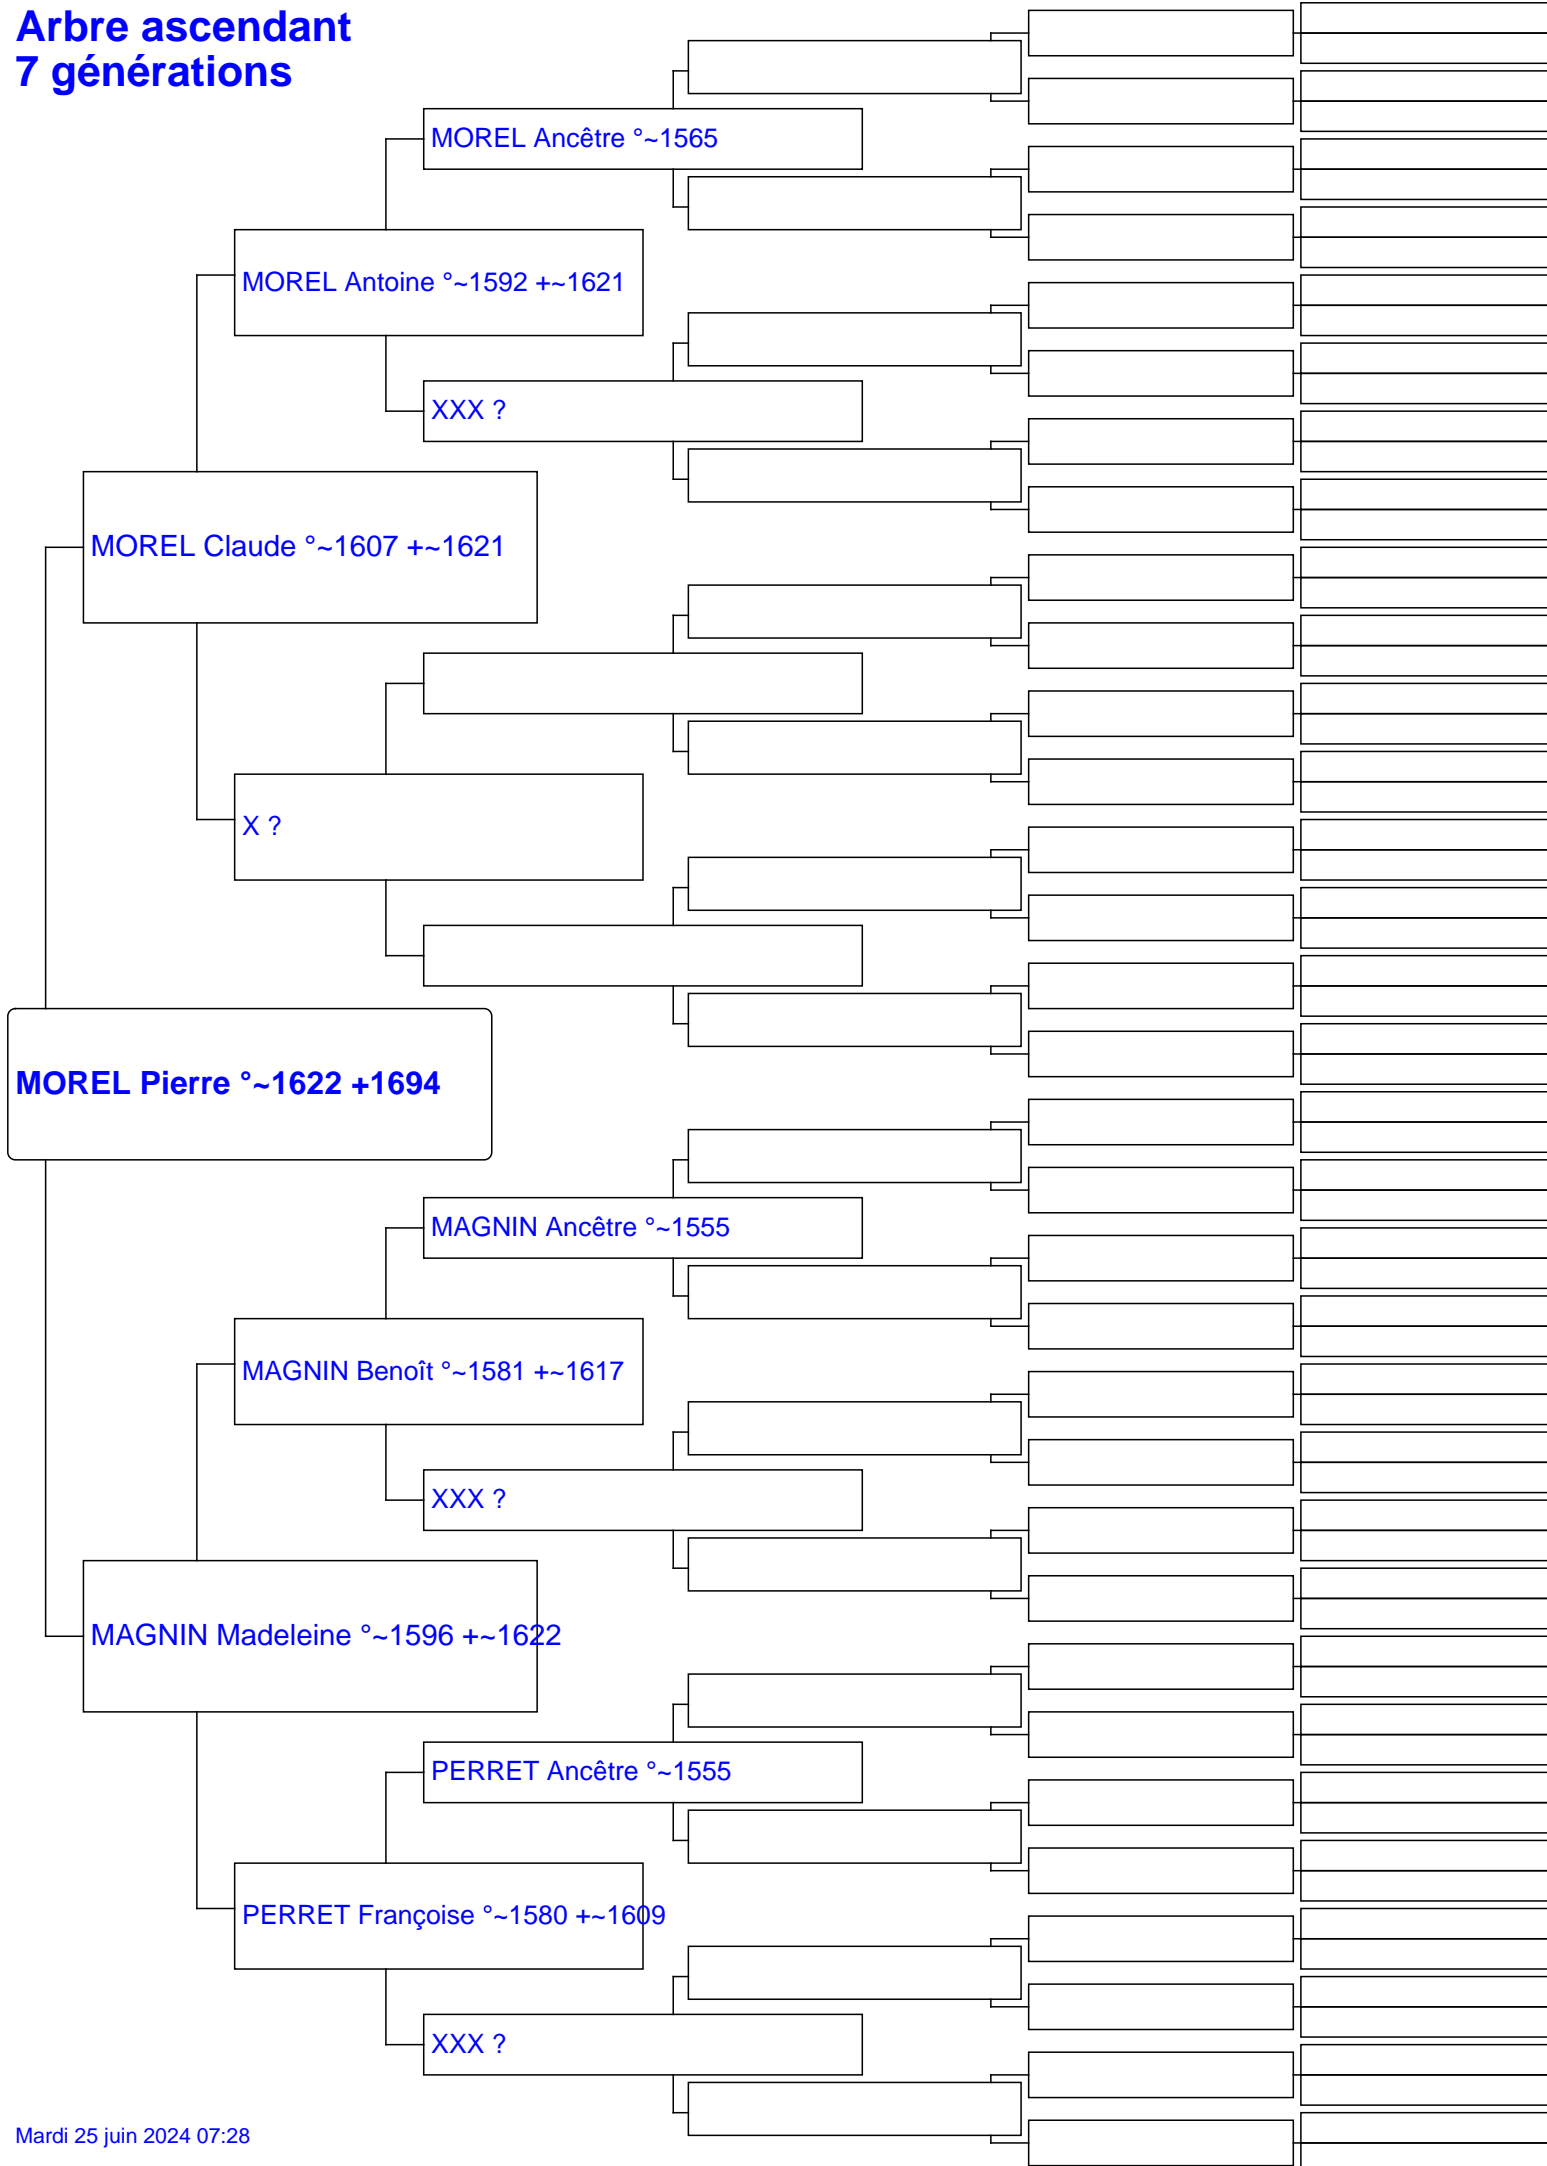 Arbre ascendant
7 générations
MOREL Ancêtre °~1565
MOREL Antoine °~1592 +~1621
XXX ?
MOREL Claude °~1607 +~1621
X ?
MOREL Pierre °~1622 +1694
MAGNIN Ancêtre °~1555
MAGNIN Benoît °~1581 +~1617
XXX ?
MAGNIN Madeleine °~1596 +~1622
PERRET Ancêtre °~1555
PERRET Françoise °~1580 +~1609
XXX ?
Mardi 25 juin 2024 07:28